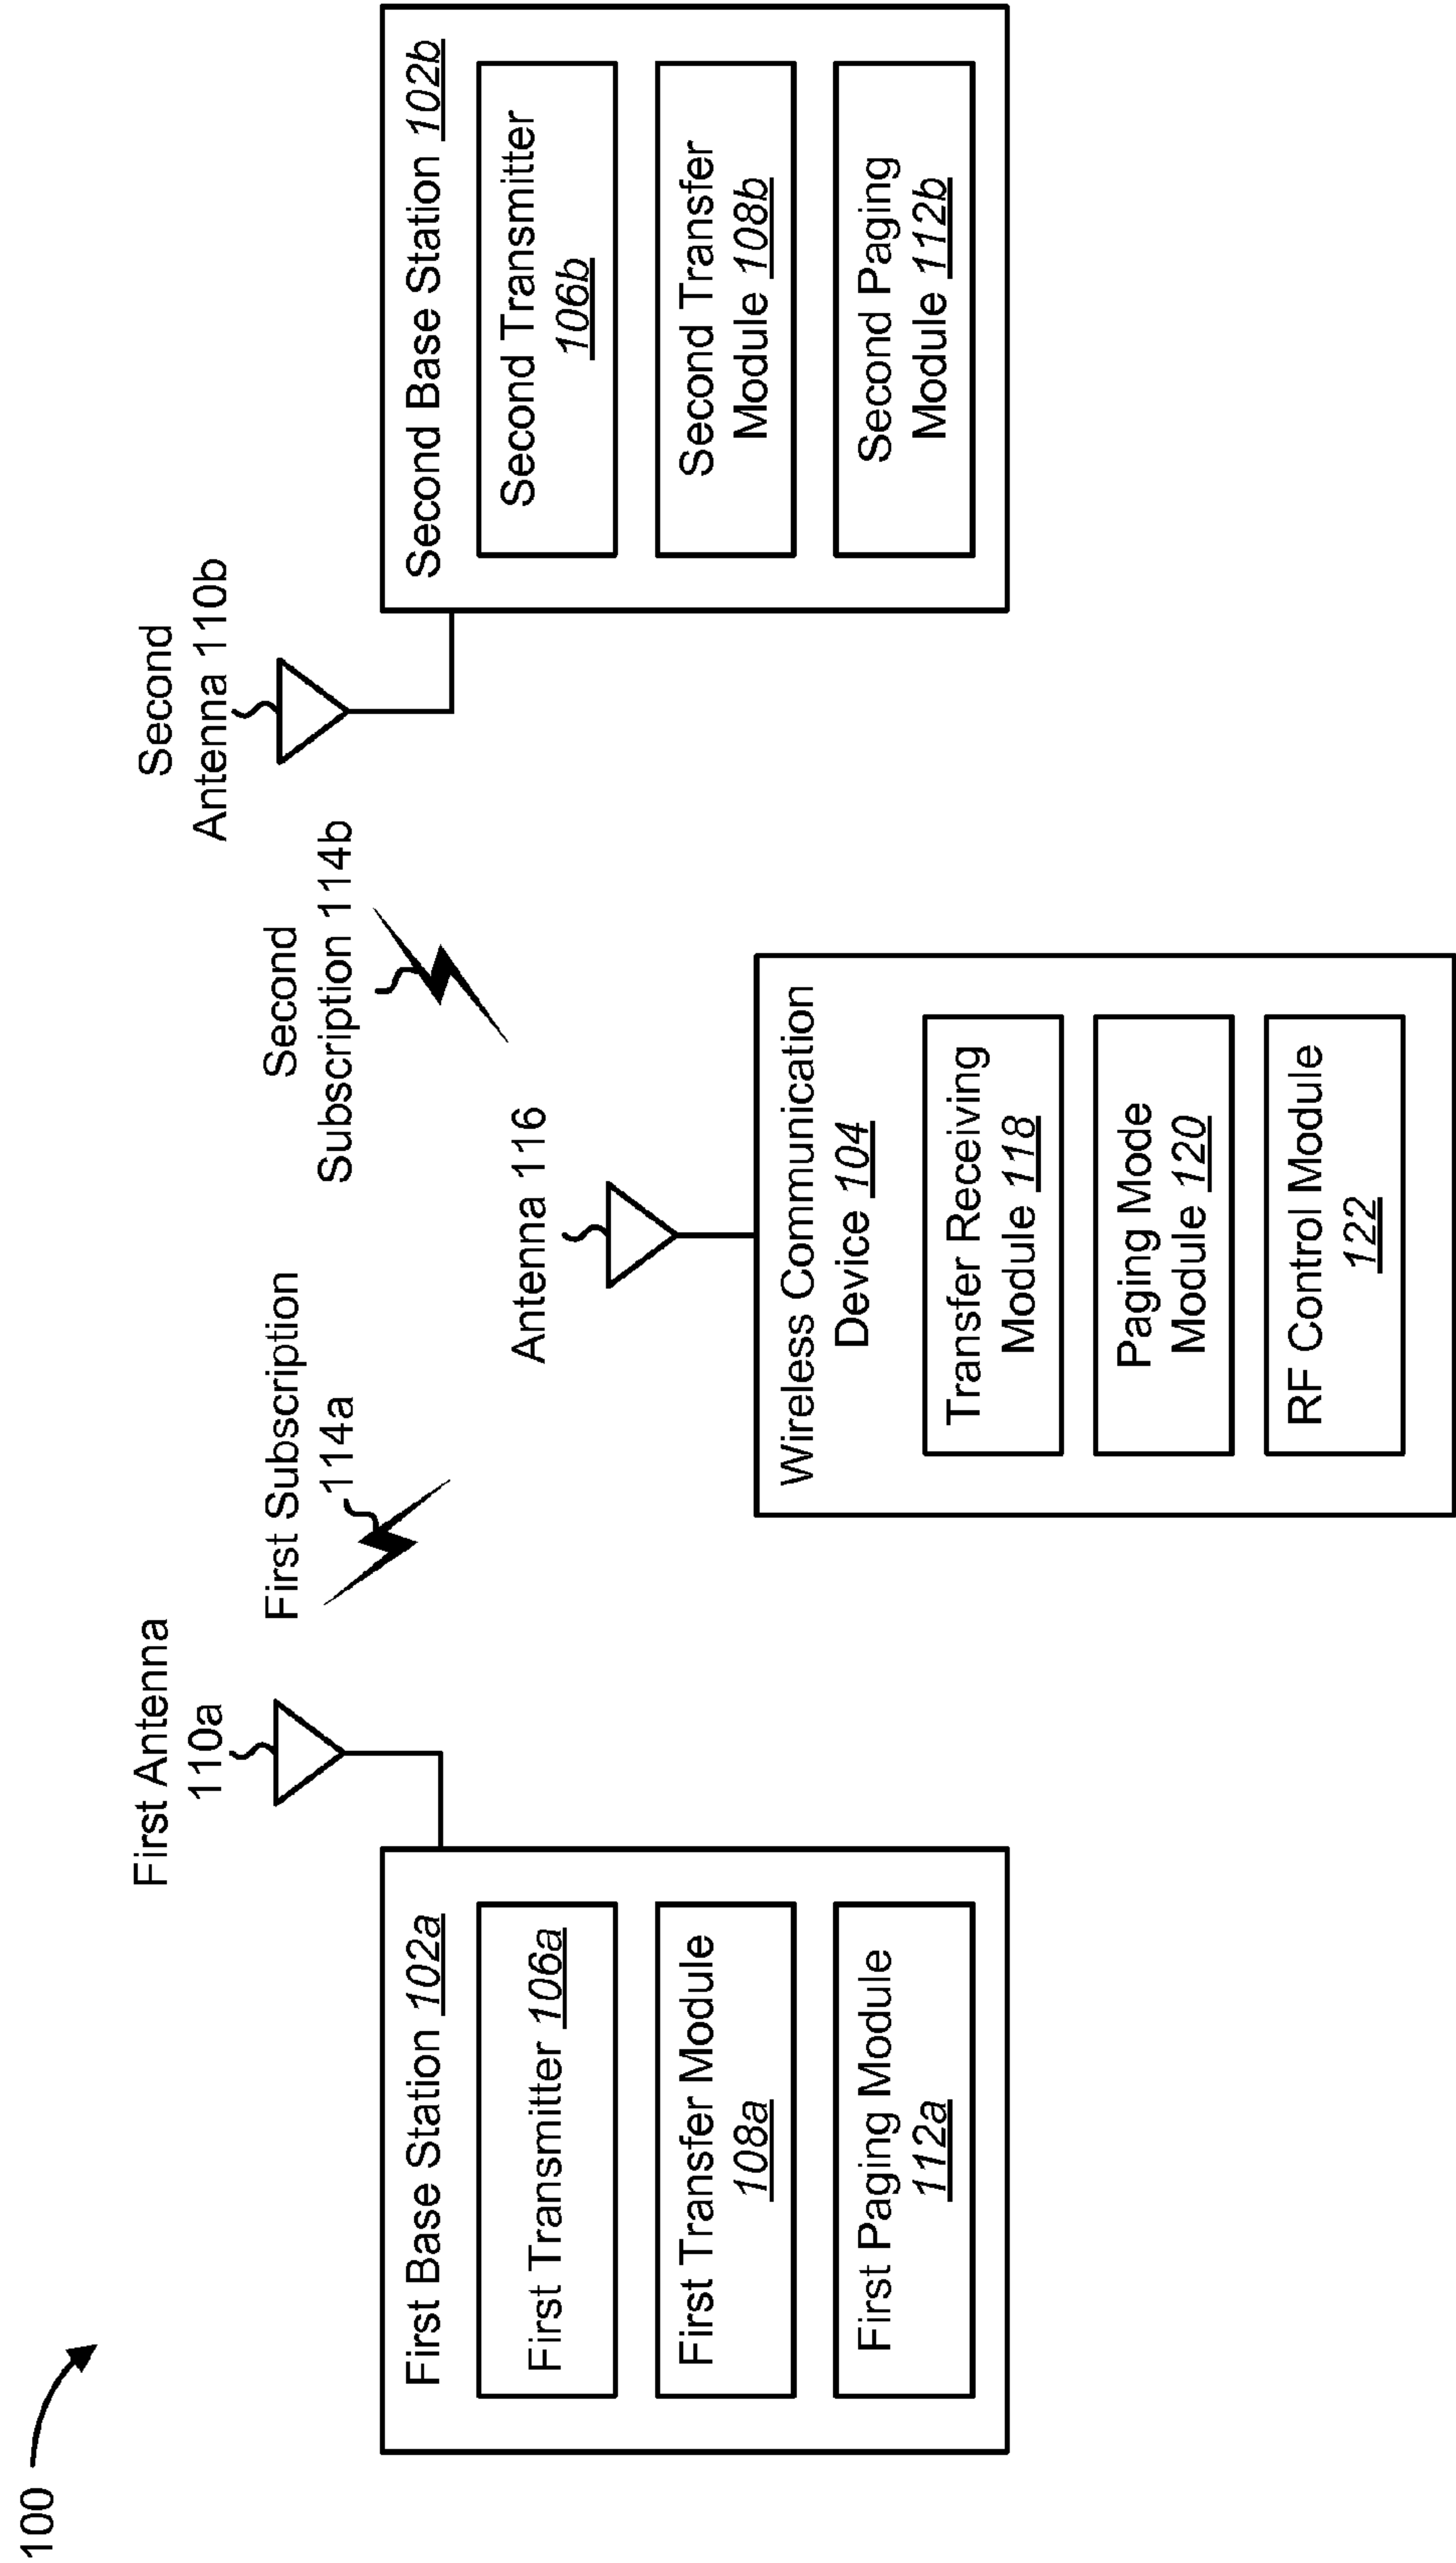 100
First Antenna
110a
First Subscription
114a
Second
Subscription 114b
Second
Antenna 110b
Antenna 116
First Base Station 102a
First Transmitter 106a
First Transfer Module
108a
First Paging Module
112a
Wireless Communication
Device 104
Transfer Receiving
Module 118
Paging Mode
Module 120
RF Control Module
122
Second Base Station 102b
Second Transmitter
106b
Second Transfer
Module 108b
Second Paging
Module 112b